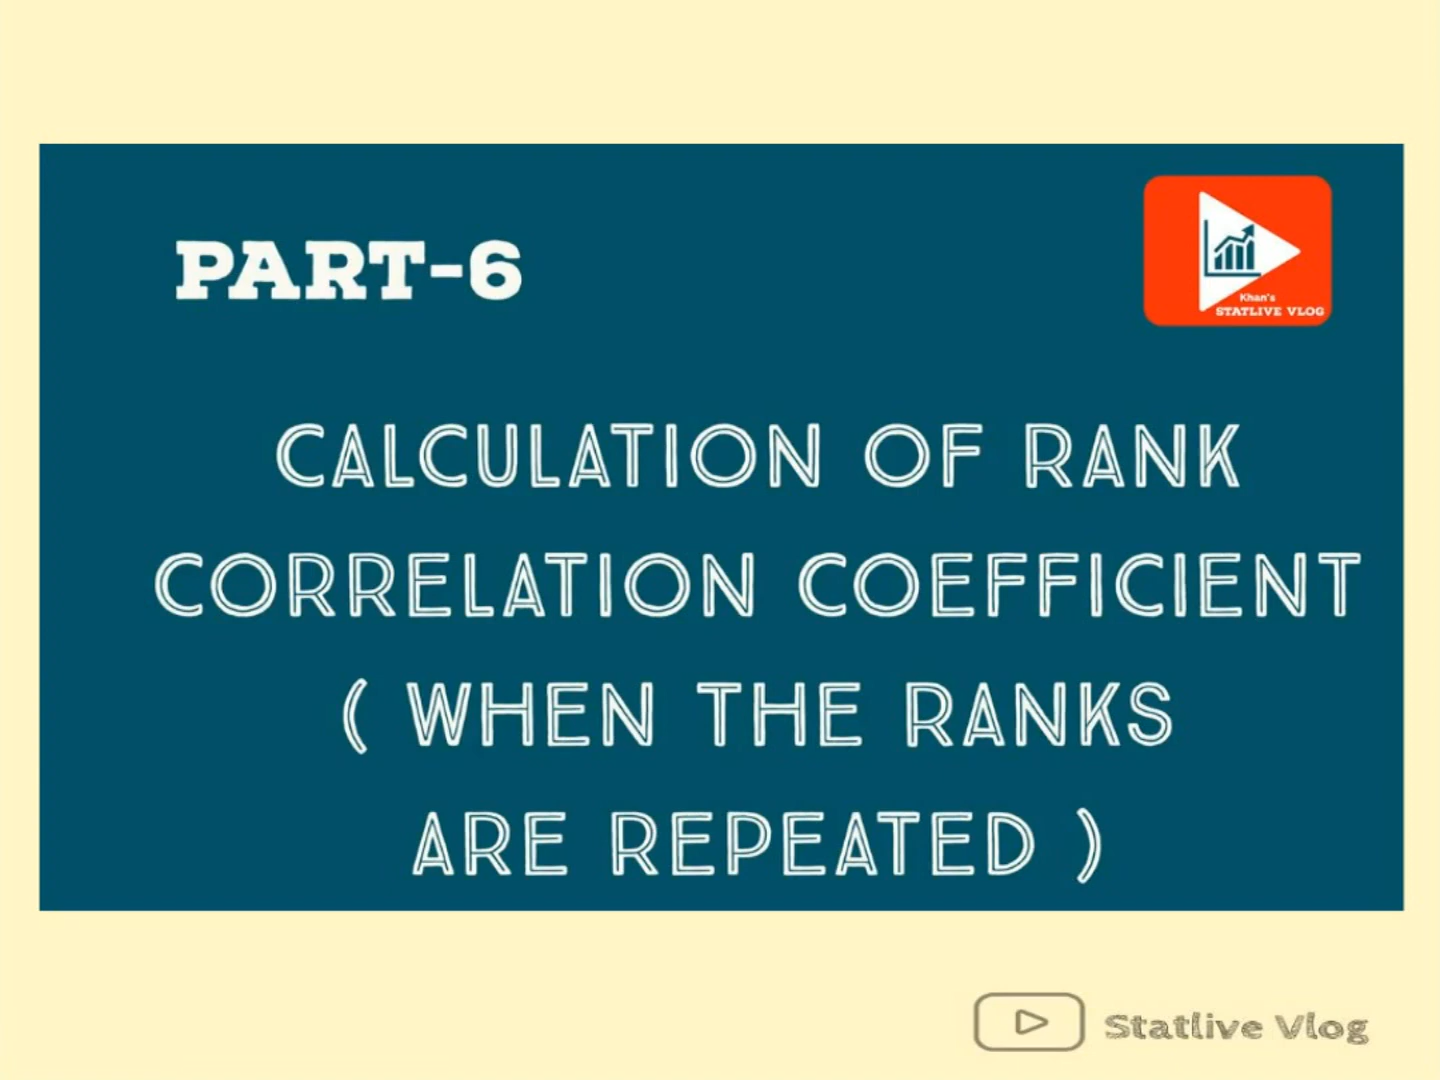 PART-6
Khan's
STATLIVE VLOG
CALCULATION OF RANK
CORRELATION COEFFICIENT
( WHEN THE RANKS
ARE REPEATED )
Statlive Vlog